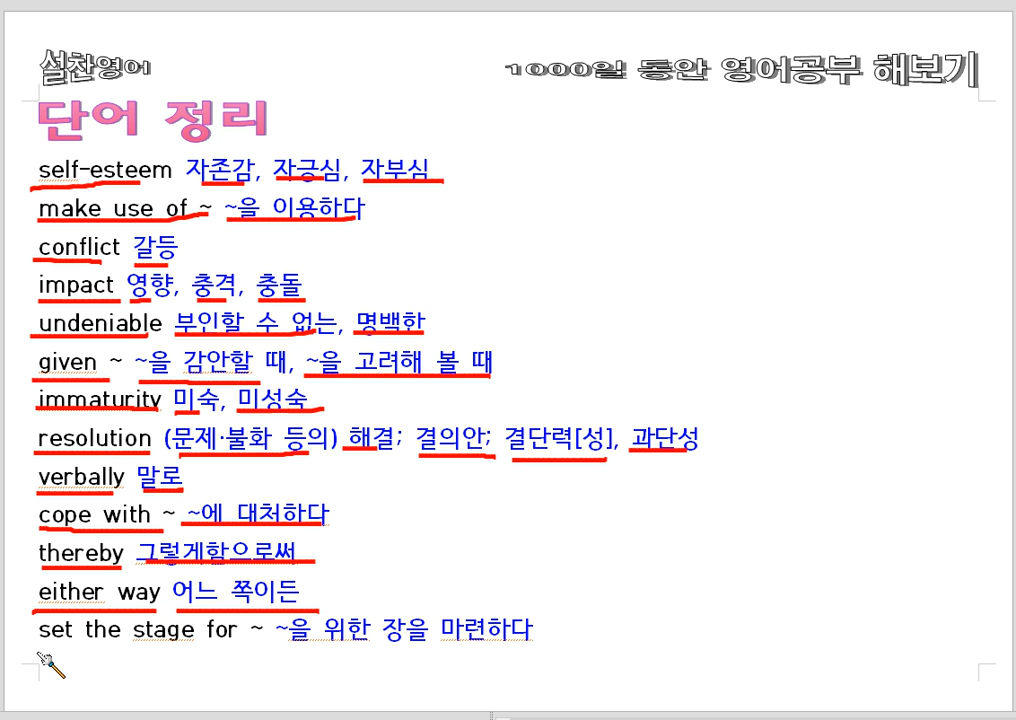 설찬영어
1000일 동안 영어공부 해보기
단어 정리
self-esteem 자존감, 자긍심, 자부심
make use of ~ ~을 이용하다
conflict 갈등
impact 영향, 충격, 충돌
undeniable 부인할 수 없는, 명백한
given ~ ~을 감안할 때, ~을 고려해 볼 때
immaturity 미숙, 미성숙
resolution (문제·불화 등의) 해결; 결의안; 결단력[성], 과단성
verbally 말로
cope with ~ ~에 대처하다
thereby 그렇게함으로써
either way 어느 쪽이든
set the stage for ~ ~을 위한 장을 마련하다